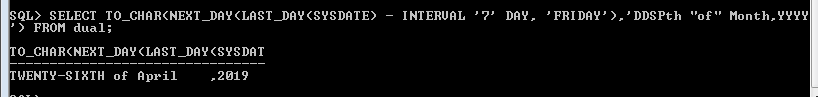 SQL> SELECT TO_CHAR(NEXT_DAY(LAST_DAY(SYSDATE) - INTERVAL '7' DAY, 'FRIDAY'),'DDSPth "of" Month,YYYY
') FROM dual;
TO_CHAR(NEXT_DAY(LAST_DAY(SYSDAT
--------------------------------
TWENTY-SIXTH of April    ,2019
SQL>